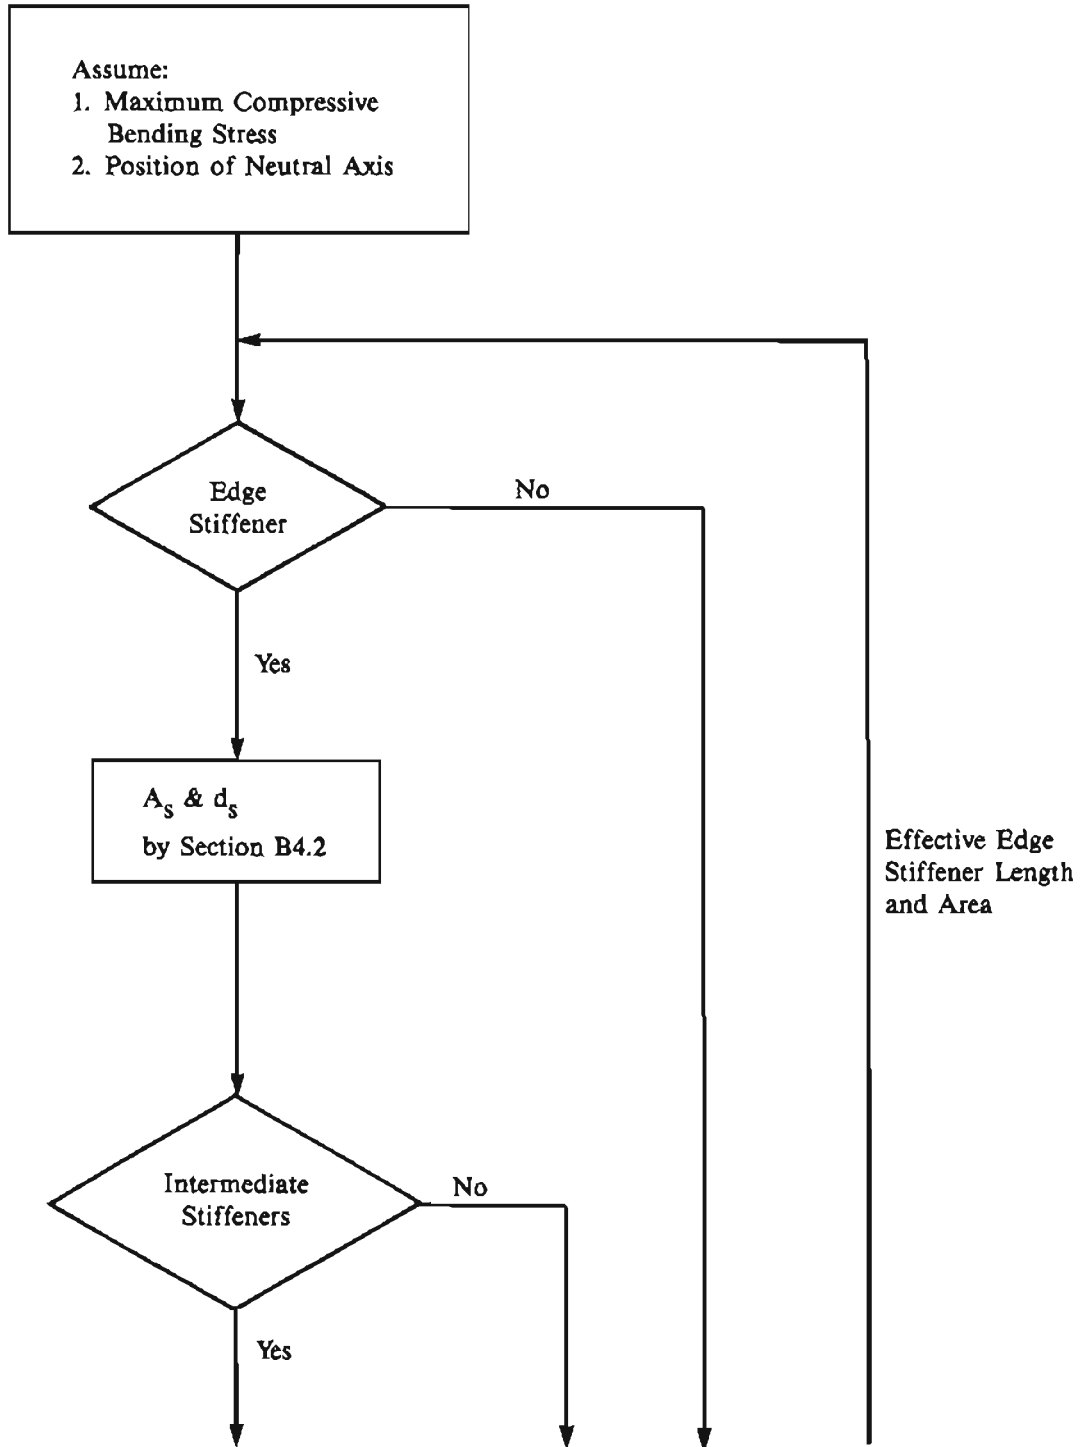 Assume:
1. Maximum Compressive
Bending Stress
2. Position of Neutral Axis
Edge
Stiffener
No
Yes
A_s & d_s
by Section B4.2
Effective Edge
Stiffener Length
and Area
Intermediate
Stiffeners
No
Yes